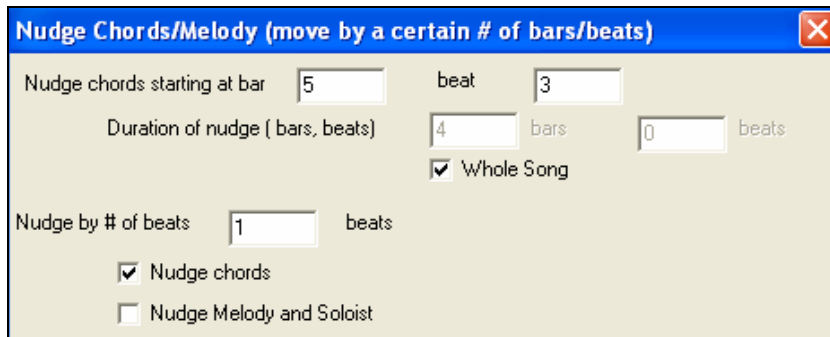 Nudge Chords/Melody (move by a certain # of bars/beats)
Nudge chords starting at bar 5 beat 3
Duration of nudge ( bars, beats) 4 bars 0 beats
Whole Song
Nudge by # of beats 1 beats
Nudge chords
Nudge Melody and Soloist